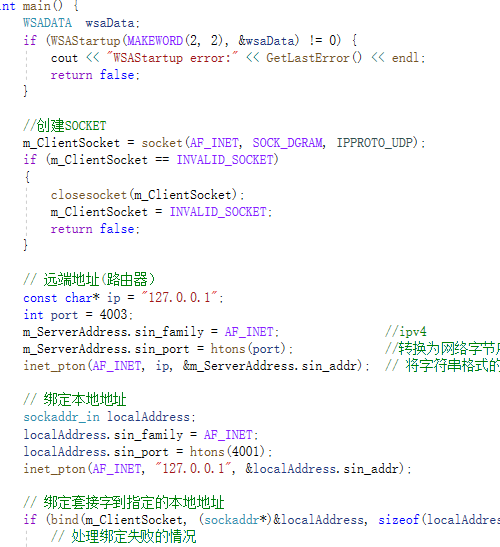 int main() {
WSADATA wsaData;
if (WSAStartup(MAKEWORD(2, 2), &wsaData) != 0) {
cout << "WSAStartup error:" << GetLastError() << endl;
return false;
}
//创建SOCKET
m_ClientSocket = socket(AF_INET, SOCK_DGRAM, IPPROTO_UDP);
if (m_ClientSocket == INVALID_SOCKET)
{
closesocket(m_ClientSocket);
m_ClientSocket = INVALID_SOCKET;
return false;
}
// 远端地址(路由器)
const char* ip = "127.0.0.1";
int port = 4003;
m_ServerAddress.sin_family = AF_INET; //ipv4
m_ServerAddress.sin_port = htons(port); //转换为网络字节
inet_pton(AF_INET, ip, &m_ServerAddress.sin_addr); // 将字符串格式的
// 绑定本地地址
sockaddr_in localAddress;
localAddress.sin_family = AF_INET;
localAddress.sin_port = htons(4001);
inet_pton(AF_INET, "127.0.0.1", &localAddress.sin_addr);
// 绑定套接字到指定的本地地址
if (bind(m_ClientSocket, (sockaddr*)&localAddress, sizeof(localAddres
// 处理绑定失败的情况